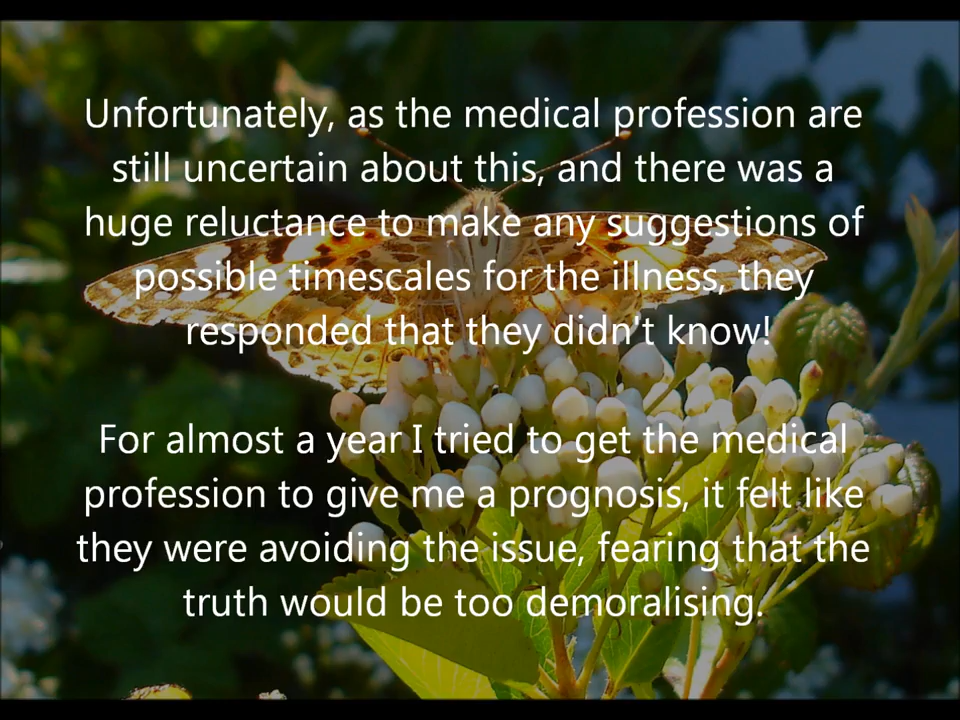 Unfortunately, as the medical profession are
still uncertain about this, and there was a
huge reluctance to make any suggestions of
possible timescales for the illness, they
responded that they didn't know!
For almost a year I tried to get the medical
profession to give me a prognosis, it felt like
they were avoiding the issue, fearing that the
truth would be too demoralising.